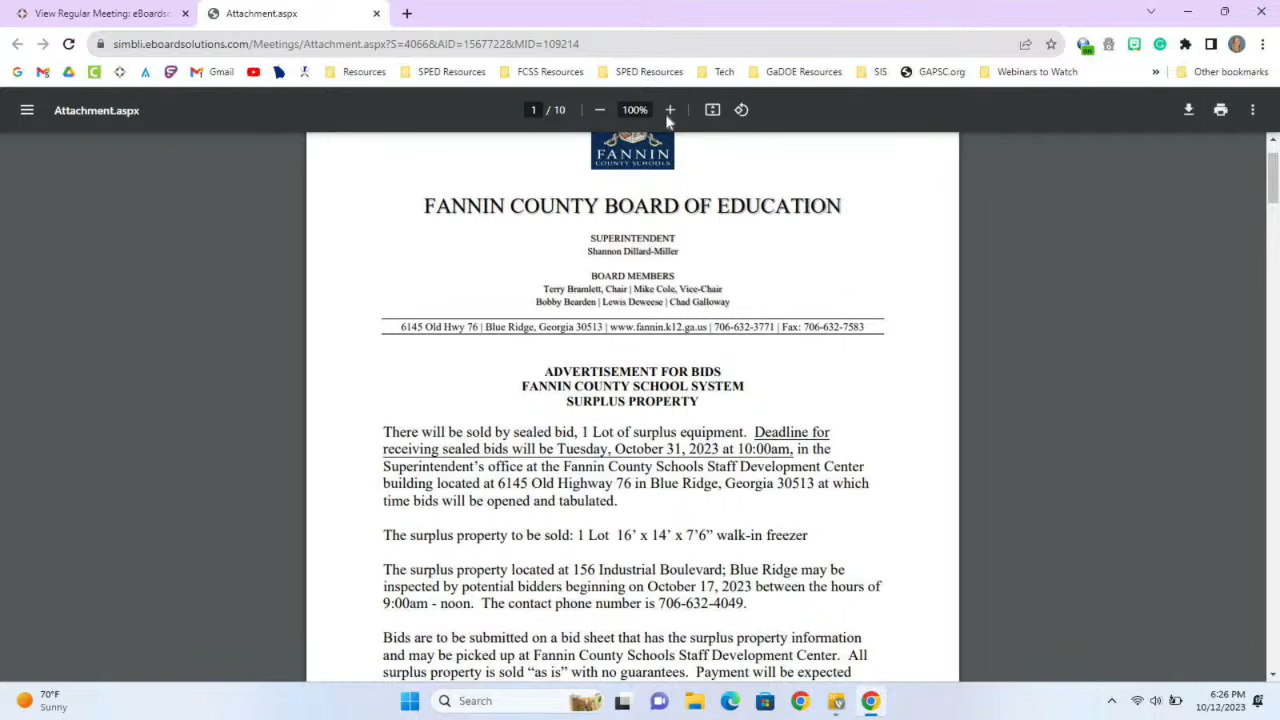 View Regular Meeting: eBoardsc
Attachment.aspx
simbli.eboardsolutions.com/Meetings/Attachment.aspx?S=4066&AID=1567722&MID=109214
Gmail
Resources
SPED Resources
FCSS Resources
SPED Resources
Tech
GaDOE Resources
SIS
GAPSC.org
Webinars to Watch
»
Other bookmarks
Attachment.aspx
1 / 10
100%
FANNIN
COUNTY SCHOOLS
FANNIN COUNTY BOARD OF EDUCATION
SUPERINTENDENT
Shannon Dillard-Miller
BOARD MEMBERS
Terry Bramlett, Chair | Mike Cole, Vice-Chair
Bobby Bearden | Lewis Deweese | Chad Galloway
6145 Old Hwy 76 | Blue Ridge, Georgia 30513 | www.fannin.k12.ga.us | 706-632-3771 | Fax: 706-632-7583
ADVERTISEMENT FOR BIDS
FANNIN COUNTY SCHOOL SYSTEM
SURPLUS PROPERTY
There will be sold by sealed bid, 1 Lot of surplus equipment. Deadline for
receiving sealed bids will be Tuesday, October 31, 2023 at 10:00am, in the
Superintendent's office at the Fannin County Schools Staff Development Center
building located at 6145 Old Highway 76 in Blue Ridge, Georgia 30513 at which
time bids will be opened and tabulated.
The surplus property to be sold: 1 Lot 16' x 14' x 7'6" walk-in freezer
The surplus property located at 156 Industrial Boulevard; Blue Ridge may be
inspected by potential bidders beginning on October 17, 2023 between the hours of
9:00am - noon. The contact phone number is 706-632-4049.
Bids are to be submitted on a bid sheet that has the surplus property information
and may be picked up at Fannin County Schools Staff Development Center. All
surplus property is sold "as is" with no guarantees. Payment will be expected
70°F
Sunny
Search
6:26 PM
10/12/2023